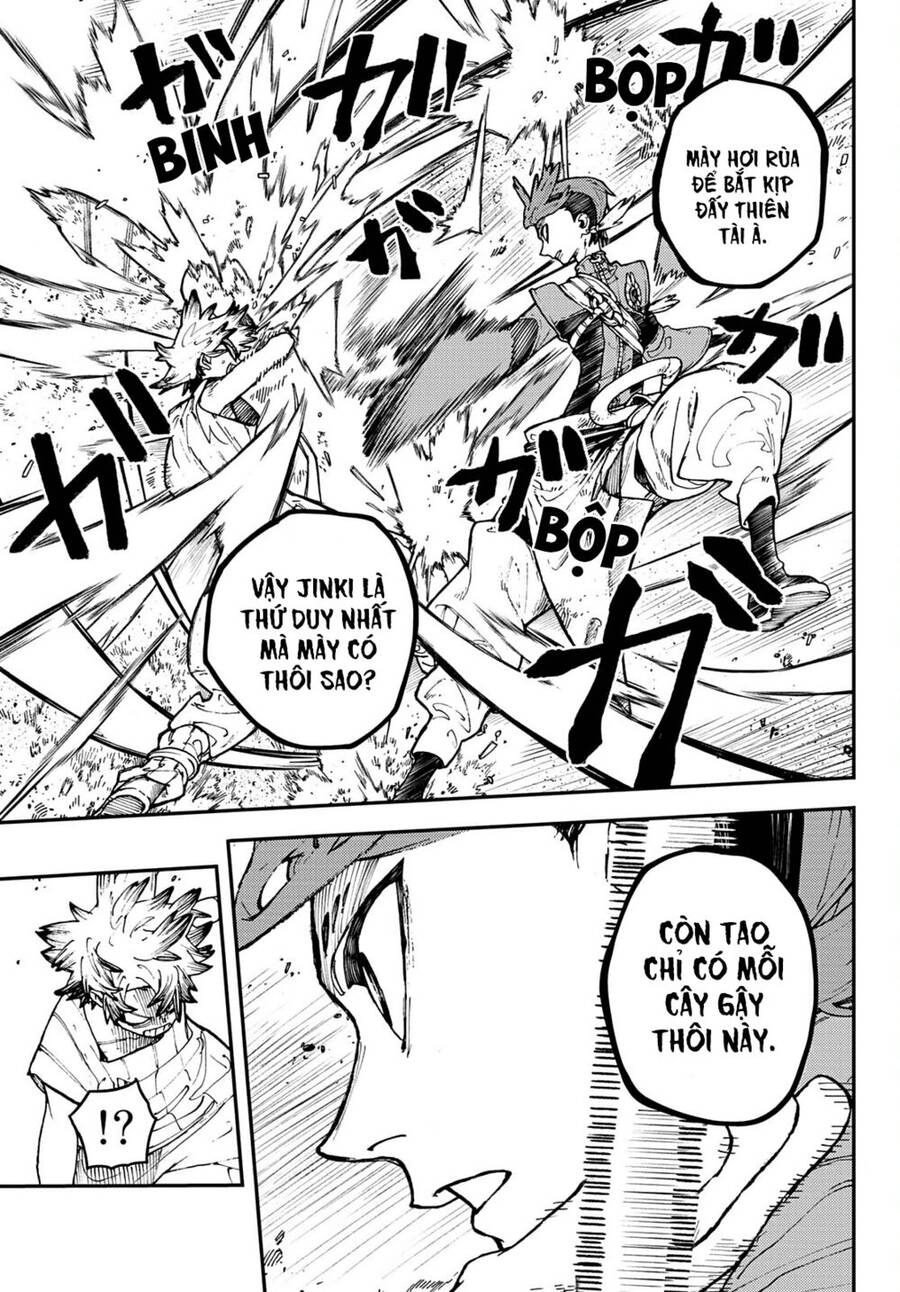 ガガガ
BỘP
BINH
MÀY HƠI RÙA
ĐỂ BẮT KỊP
ĐẤY THIÊN
TÀI À.
ガ
ガ
ガ
ガ
BỘP
ガ
VẬY JINKI LÀ
THỨ DUY NHẤT
MÀ MÀY CÓ
THÔI SAO?
CÒN TAO
CHỈ CÓ MỖI
CÂY GẬY
THÔI NÀY.
!?